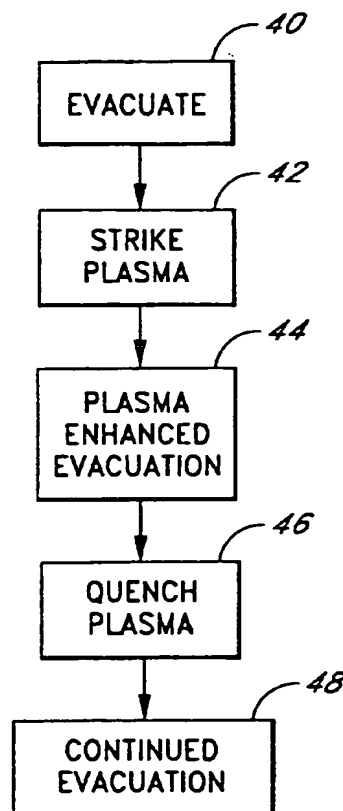 40
EVACUATE
42
STRIKE
PLASMA
44
PLASMA
ENHANCED
EVACUATION
46
QUENCH
PLASMA
48
CONTINUED
EVACUATION